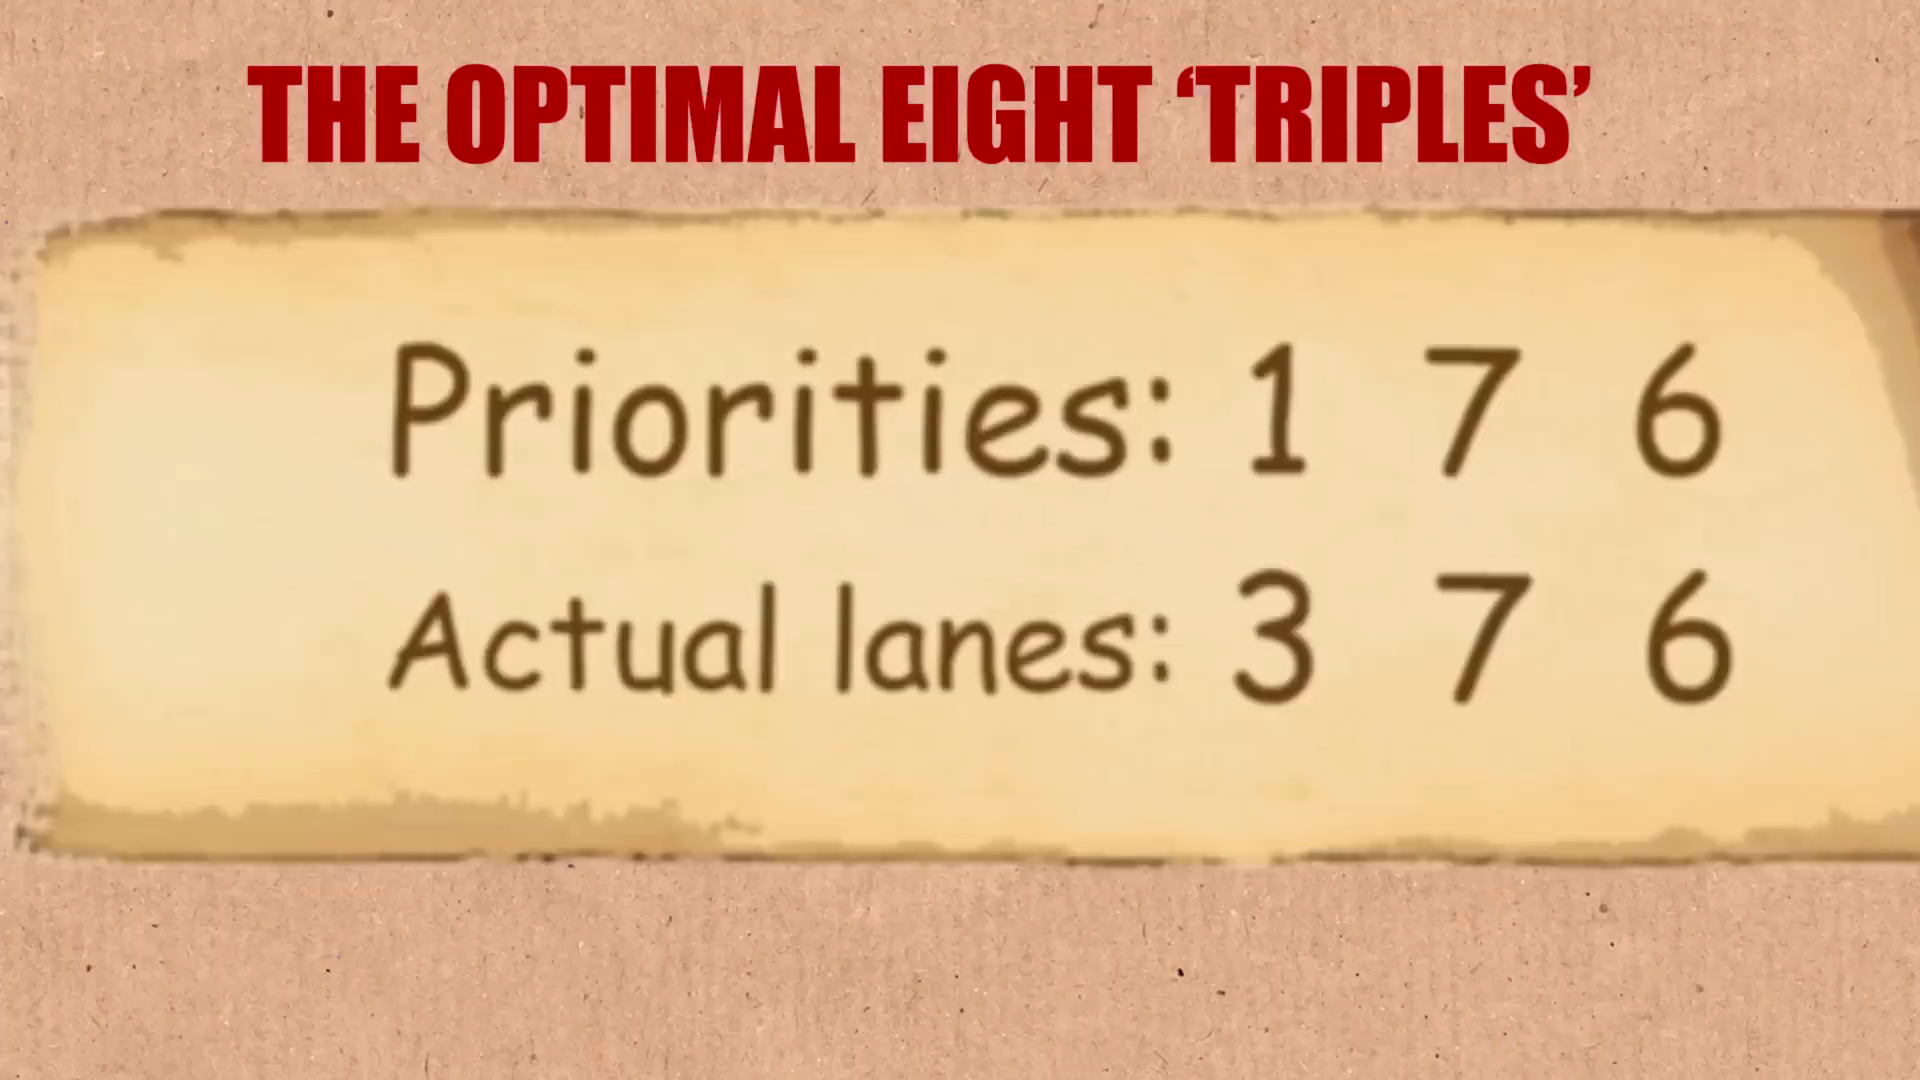 THE OPTIMAL EIGHT ‘TRIPLES’
Priorities: 1 7 6
Actual lanes: 3 7 6